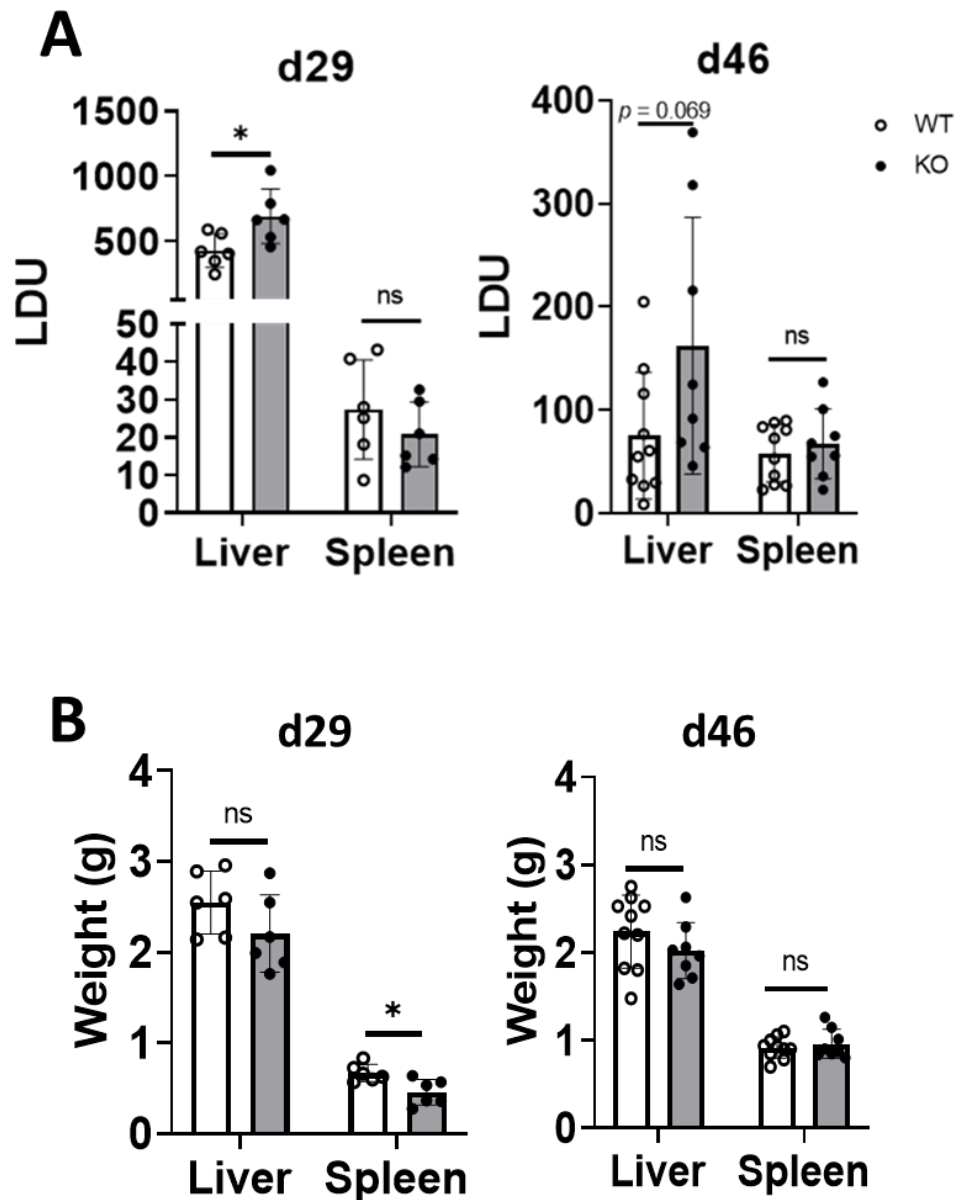 A
d29
LDU
1500
1000
500
50
40
30
20
10
0
*
ns
Liver
Spleen
d46
LDU
400
300
200
100
0
p = 0.069
ns
Liver
Spleen
WT
KO
B
d29
Weight (g)
4
3
2
1
0
ns
*
Liver
Spleen
d46
Weight (g)
4
3
2
1
0
ns
ns
Liver
Spleen